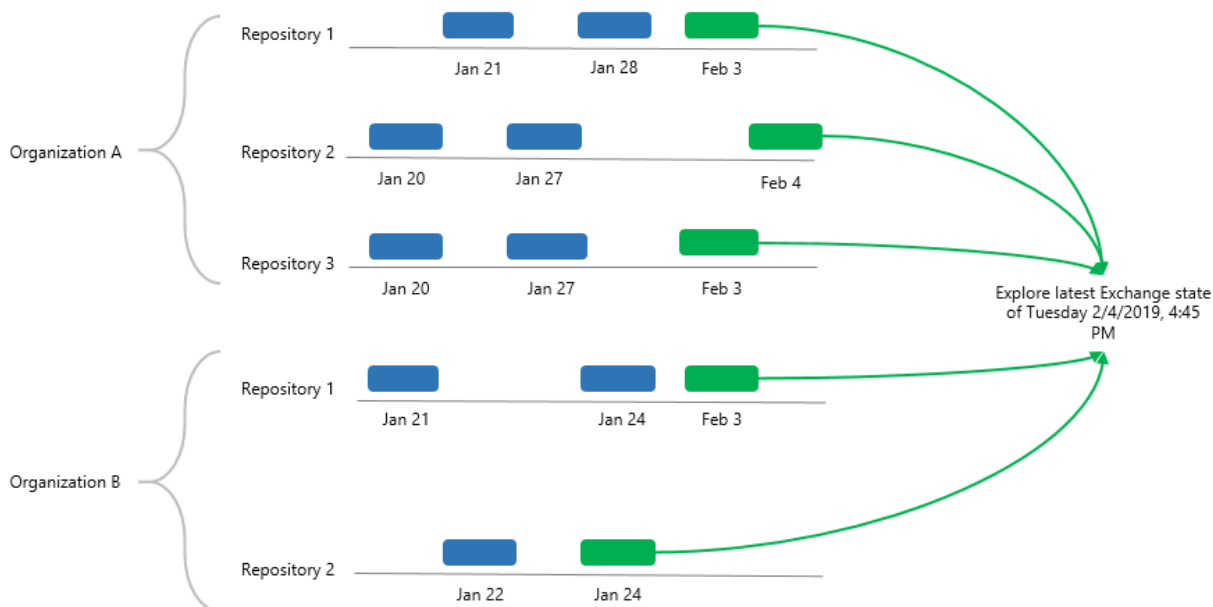 Repository 1
Jan 21
Jan 28
Feb 3
Organization A
Repository 2
Jan 20
Jan 27
Feb 4
Repository 3
Jan 20
Jan 27
Feb 3
Explore latest Exchange state
of Tuesday 2/4/2019, 4:45
PM
Repository 1
Jan 21
Jan 24
Feb 3
Organization B
Repository 2
Jan 22
Jan 24